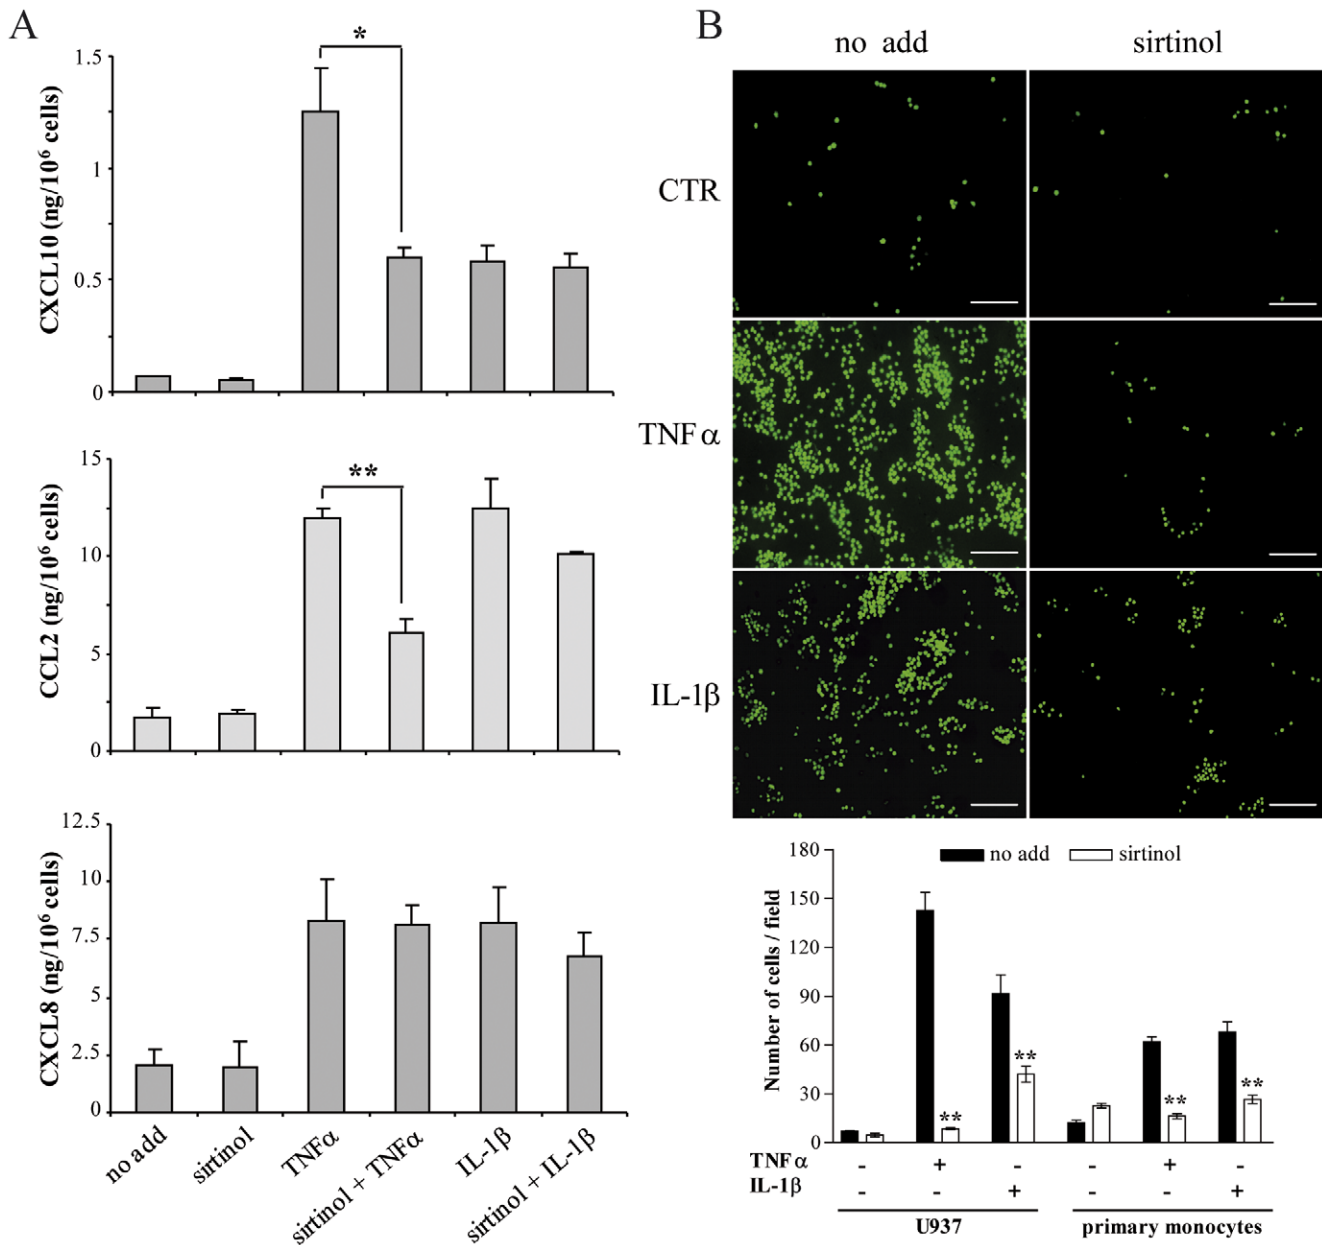 A
*
1.5
1
0.5
0
CXCL10 (ng/10⁶ cells)
**
15
10
5
0
CCL2 (ng/10⁶ cells)
12.5
10
7.5
5
2.5
0
CXCL8 (ng/10⁶ cells)
no add
sirtinol
TNFα
sirtinol + TNFα
IL-1β
sirtinol + IL-1β
B
no add sirtinol
CTR
TNFα
IL-1β
no add sirtinol
180
150
120
90
60
30
0
Number of cells / field
** ** ** **
TNFα - + - - + -
IL-1β - - + - - +
U937 primary monocytes